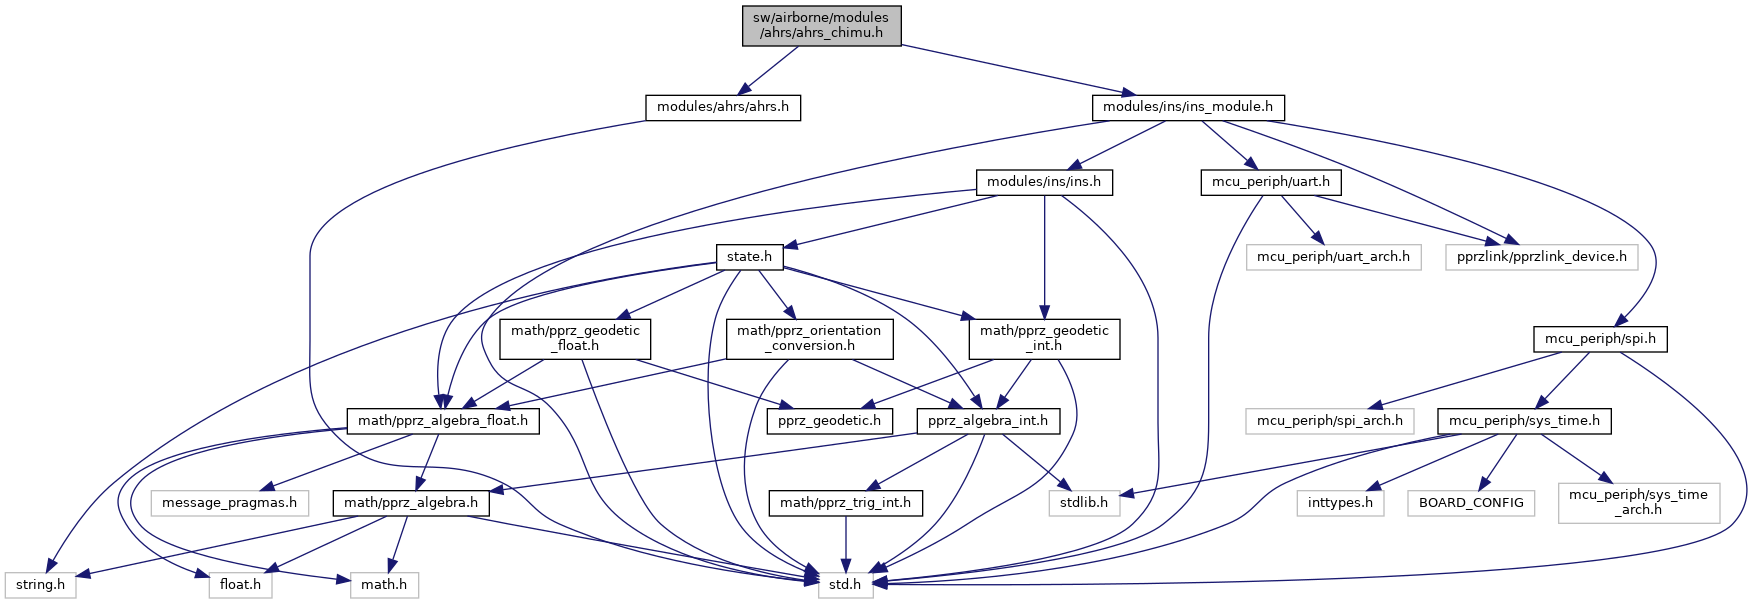 sw/airborne/modules
/ahrs/ahrs_chimu.h
modules/ahrs/ahrs.h
modules/ins/ins_module.h
modules/ins/ins.h
mcu_periph/uart.h
state.h
mcu_periph/uart_arch.h
pprzlink/pprzlink_device.h
math/pprz_geodetic
_float.h
math/pprz_orientation
_conversion.h
math/pprz_geodetic
_int.h
mcu_periph/spi.h
math/pprz_algebra_float.h
pprz_geodetic.h
pprz_algebra_int.h
mcu_periph/spi_arch.h
mcu_periph/sys_time.h
message_pragmas.h
math/pprz_algebra.h
math/pprz_trig_int.h
stdlib.h
inttypes.h
BOARD_CONFIG
mcu_periph/sys_time
_arch.h
string.h
float.h
math.h
std.h